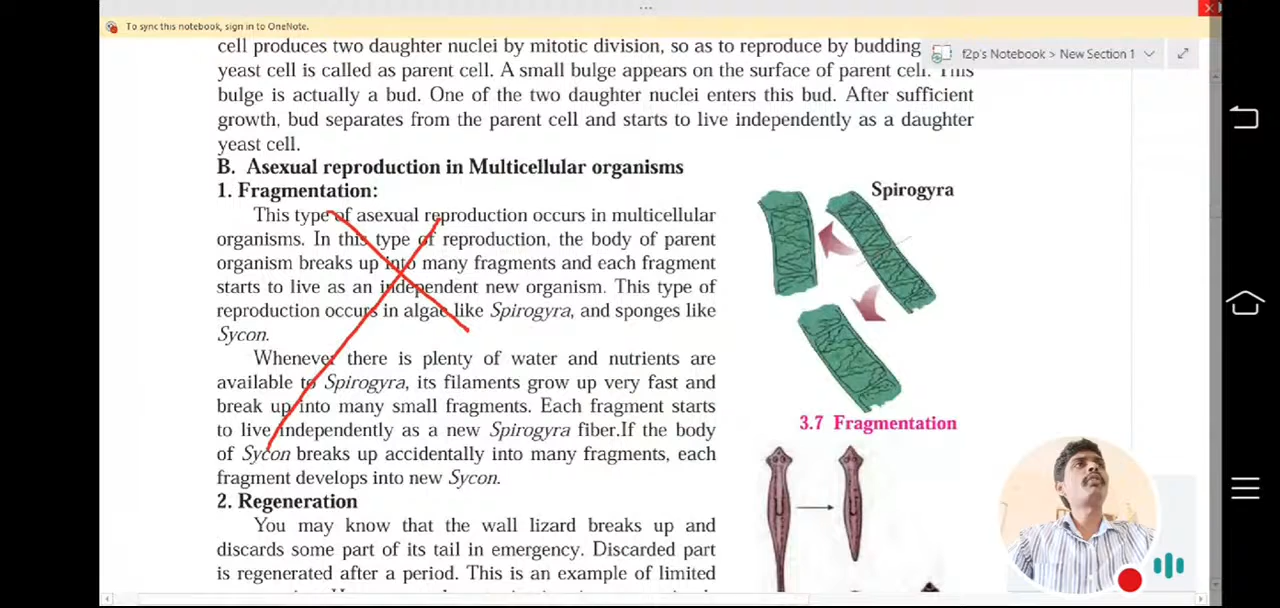 To sync this notebook, sign in to OneNote.
f2p's Notebook > New Section 1
cell produces two daughter nuclei by mitotic division, so as to reproduce by budding
yeast cell is called as parent cell. A small bulge appears on the surface of parent cell. This
bulge is actually a bud. One of the two daughter nuclei enters this bud. After sufficient
growth, bud separates from the parent cell and starts to live independently as a daughter
yeast cell.
B. Asexual reproduction in Multicellular organisms
1. Fragmentation:
This type of asexual reproduction occurs in multicellular
organisms. In this type of reproduction, the body of parent
organism breaks up into many fragments and each fragment
starts to live as an independent new organism. This type of
reproduction occurs in algae like Spirogyra, and sponges like
Sycon.
Whenever there is plenty of water and nutrients are
available to Spirogyra, its filaments grow up very fast and
break up into many small fragments. Each fragment starts
to live independently as a new Spirogyra fiber.If the body
of Sycon breaks up accidentally into many fragments, each
fragment develops into new Sycon.
2. Regeneration
You may know that the wall lizard breaks up and
discards some part of its tail in emergency. Discarded part
is regenerated after a period. This is an example of limited
Spirogyra
3.7 Fragmentation